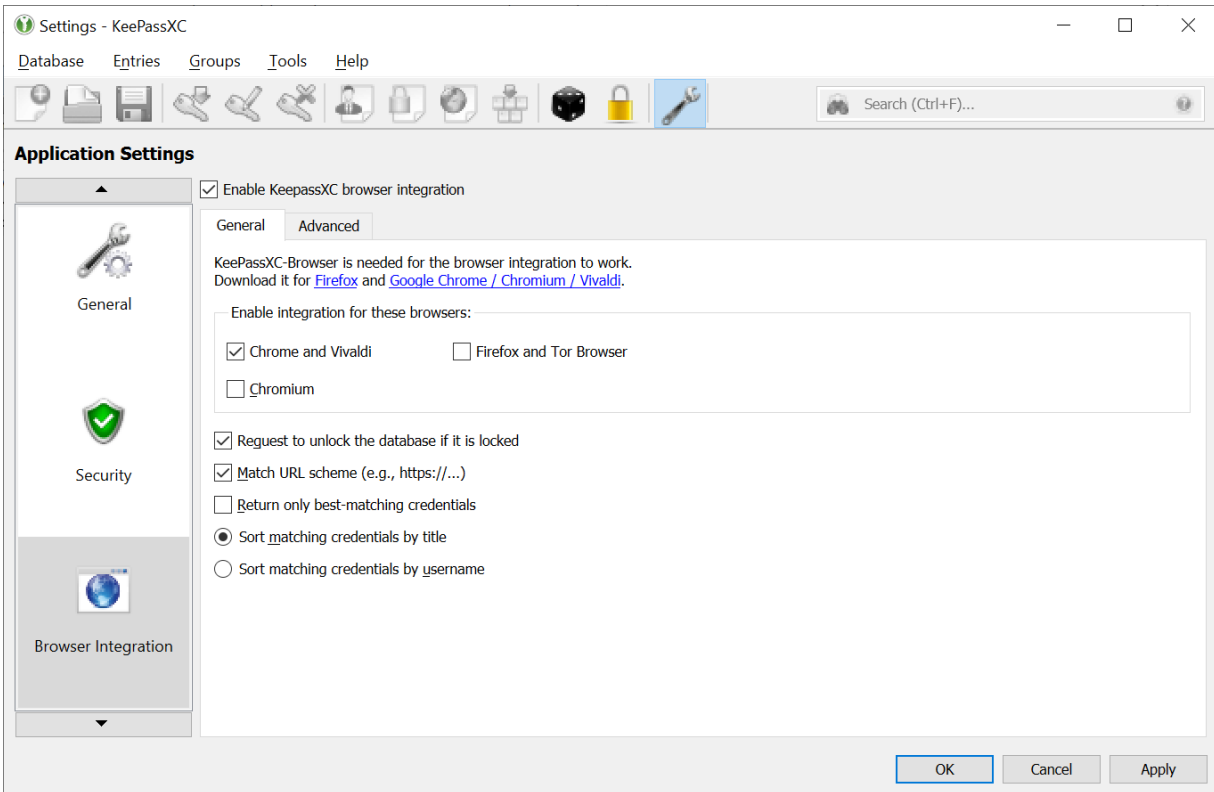 Settings - KeePassXC
Database Entries Groups Tools Help
Search (Ctrl+F)...
Application Settings
Enable KeepassXC browser integration
General Advanced
KeePassXC-Browser is needed for the browser integration to work.
Download it for Firefox and Google Chrome / Chromium / Vivaldi.
Enable integration for these browsers:
Chrome and Vivaldi Firefox and Tor Browser
Chromium
Request to unlock the database if it is locked
Match URL scheme (e.g., https://...)
Return only best-matching credentials
Sort matching credentials by title
Sort matching credentials by username
General
Security
Browser Integration
OK Cancel Apply